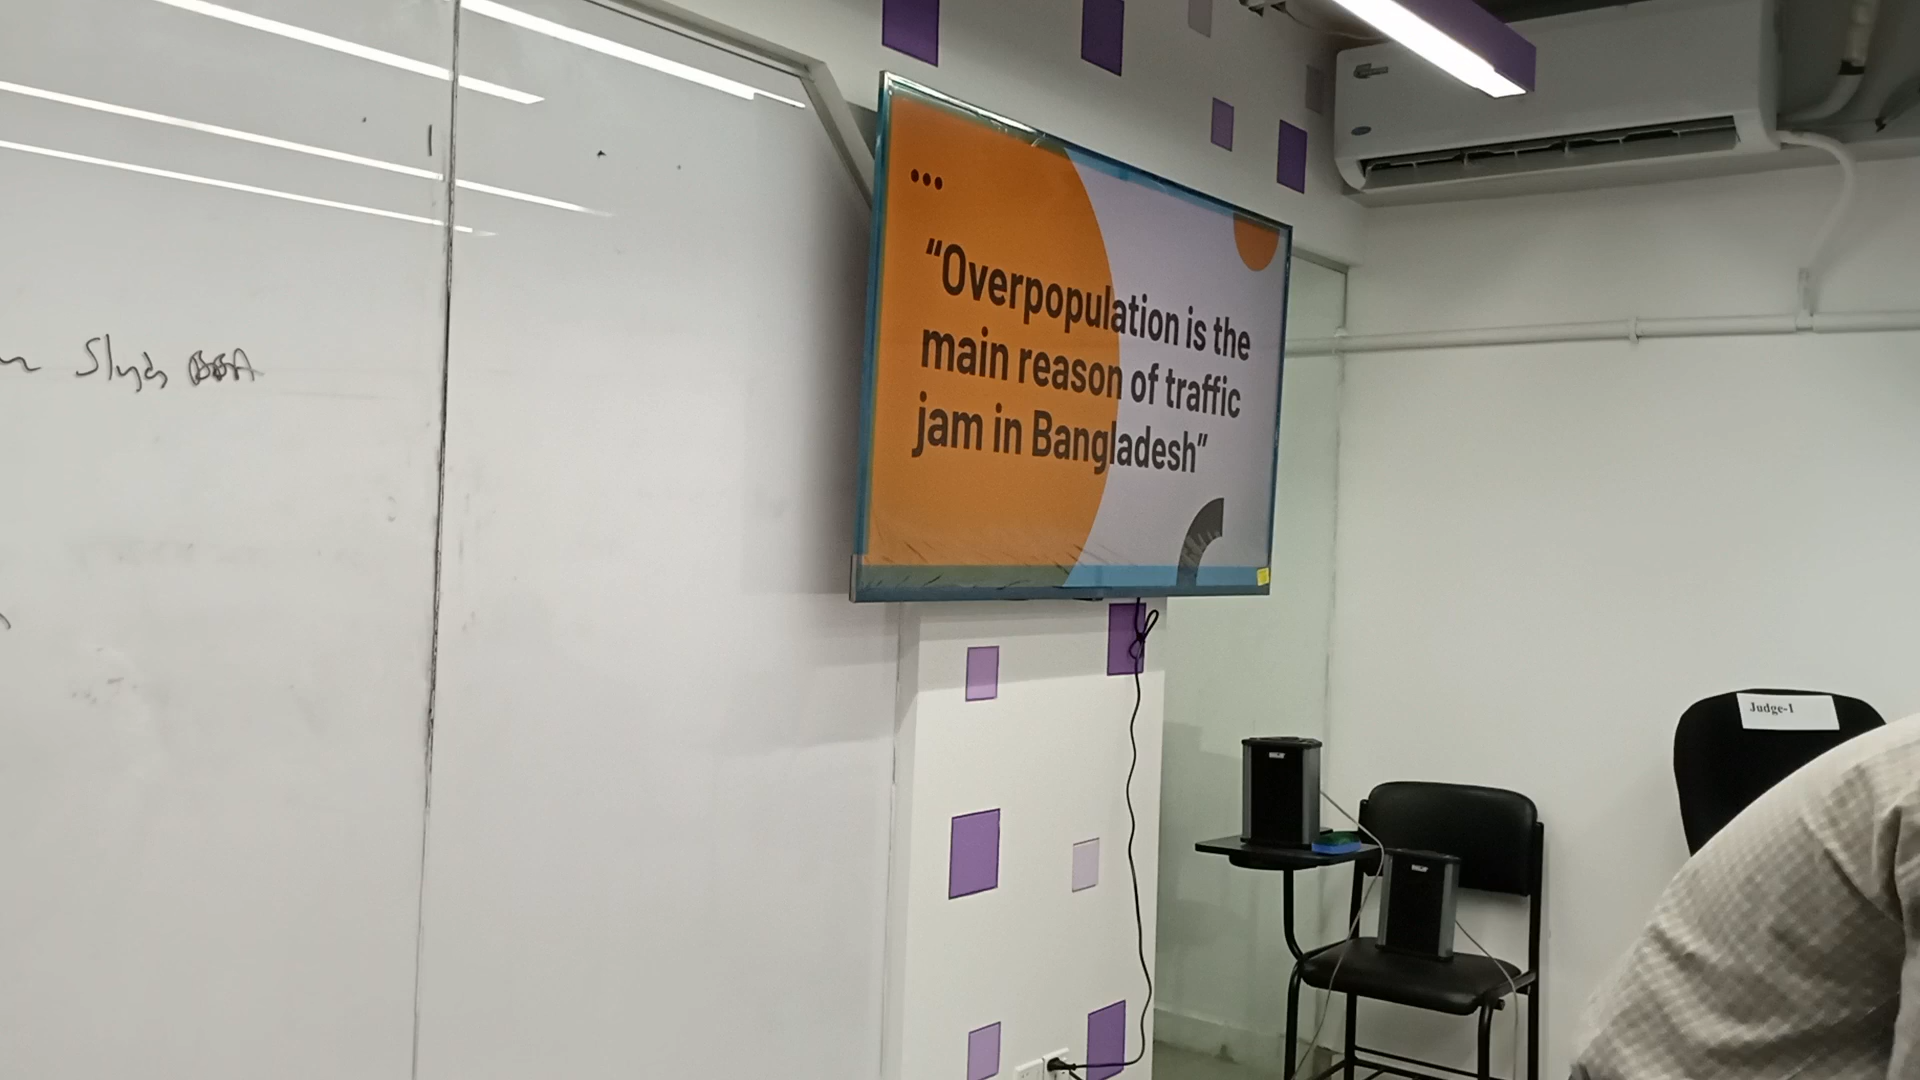 “Overpopulation is the
main reason of traffic
jam in Bangladesh”
Judge-1